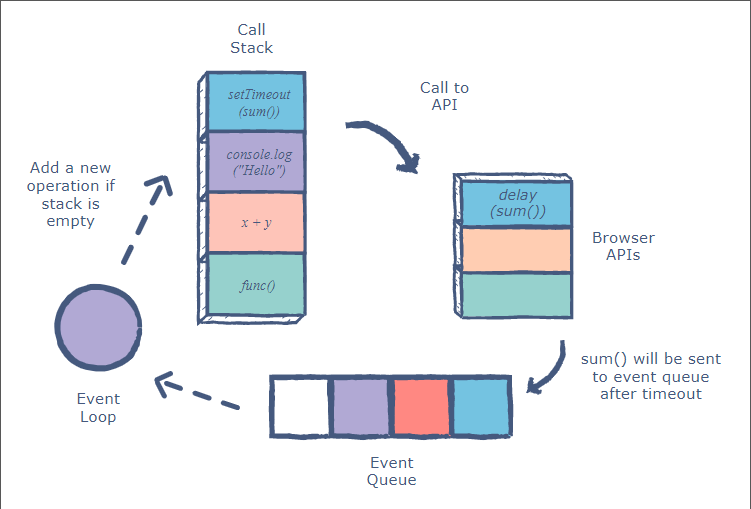 Call
Stack
setTimeout
(sum())
console.log
("Hello")
x + y
func()
Call to
API
delay
(sum())
Browser
APIs
Add a new
operation if
stack is
empty
Event
Loop
sum() will be sent
to event queue
after timeout
Event
Queue